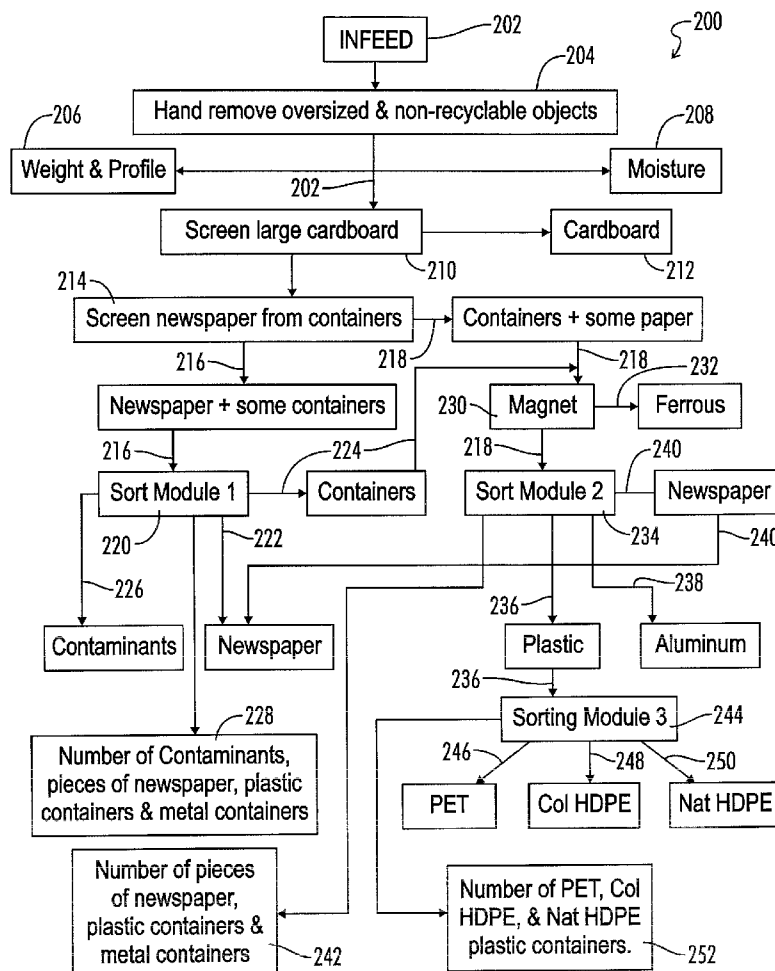 200
INFEED
202
204
Hand remove oversized & non-recyclable objects
206
208
Weight & Profile
Moisture
202
Screen large cardboard
Cardboard
210
212
214
Screen newspaper from containers
Containers + some paper
218
216
218
232
Newspaper + some containers
230
Magnet
Ferrous
216
224
218
240
Sort Module 1
Containers
Sort Module 2
Newspaper
220
222
234
240
226
238
236
Contaminants
Newspaper
Plastic
Aluminum
236
228
Sorting Module 3
244
Number of Contaminants,
pieces of newspaper, plastic
containers & metal containers
246
248
250
PET
Col HDPE
Nat HDPE
Number of pieces
of newspaper,
plastic containers &
metal containers
242
Number of PET, Col
HDPE, & Nat HDPE
plastic containers.
252